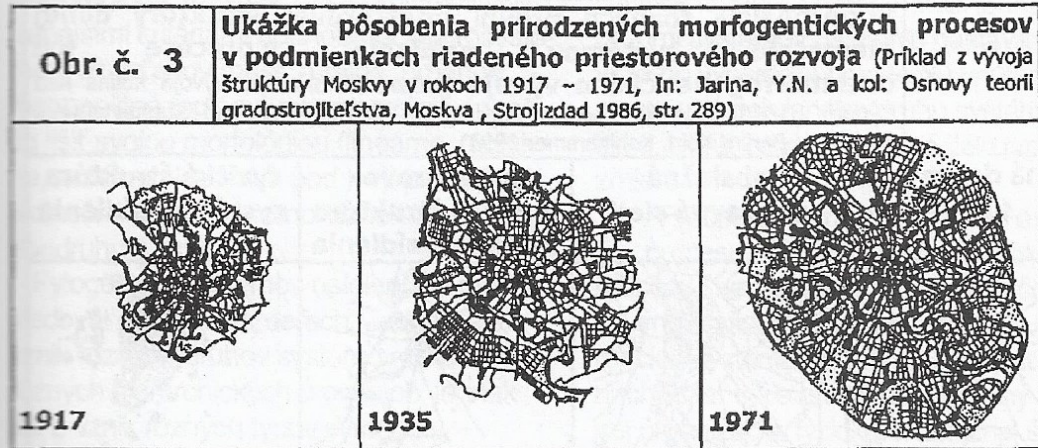 Obr. č. 3
Ukážka pôsobenia prirodzených morfogentických procesov
v podmienkach riadeného priestorového rozvoja (Príklad z vývoja
štruktúry Moskvy v rokoch 1917 ~ 1971, In: Jarina, Y.N. a kol: Osnovy teorii
gradostrojiteľstva, Moskva , Strojizdad 1986, str. 289)
1917
1935
1971